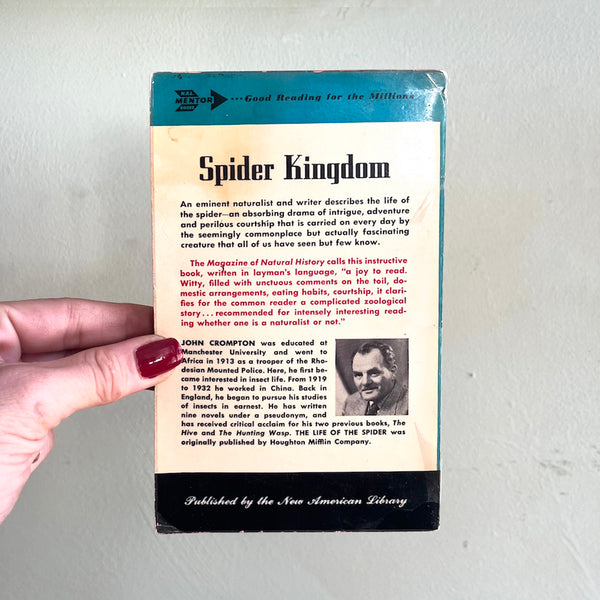 N.A.L.
MENTOR
BOOKS
...Good Reading for the Millions
Spider Kingdom
An eminent naturalist and writer describes the life of
the spider—an absorbing drama of intrigue, adventure
and perilous courtship that is carried on every day by
the seemingly commonplace but actually fascinating
creature that all of us have seen but few know.
The Magazine of Natural History calls this instructive
book, written in layman's language, "a joy to read.
Witty, filled with unctuous comments on the toil, do-
mestic arrangements, eating habits, courtship, it clari-
fies for the common reader a complicated zoological
story...recommended for intensely interesting read-
ing whether one is a naturalist or not."
JOHN CROMPTON was educated at
Manchester University and went to
Africa in 1913 as a trooper of the Rho-
desian Mounted Police. Here, he first be-
came interested in insect life. From 1919
to 1932 he worked in China. Back in
England, he began to pursue his studies
of insects in earnest. He has written
nine novels under a pseudonym, and
has received critical acclaim for his two previous books, The
Hive and The Hunting Wasp. THE LIFE OF THE SPIDER was
originally published by Houghton Mifflin Company.
Published by the New American Library